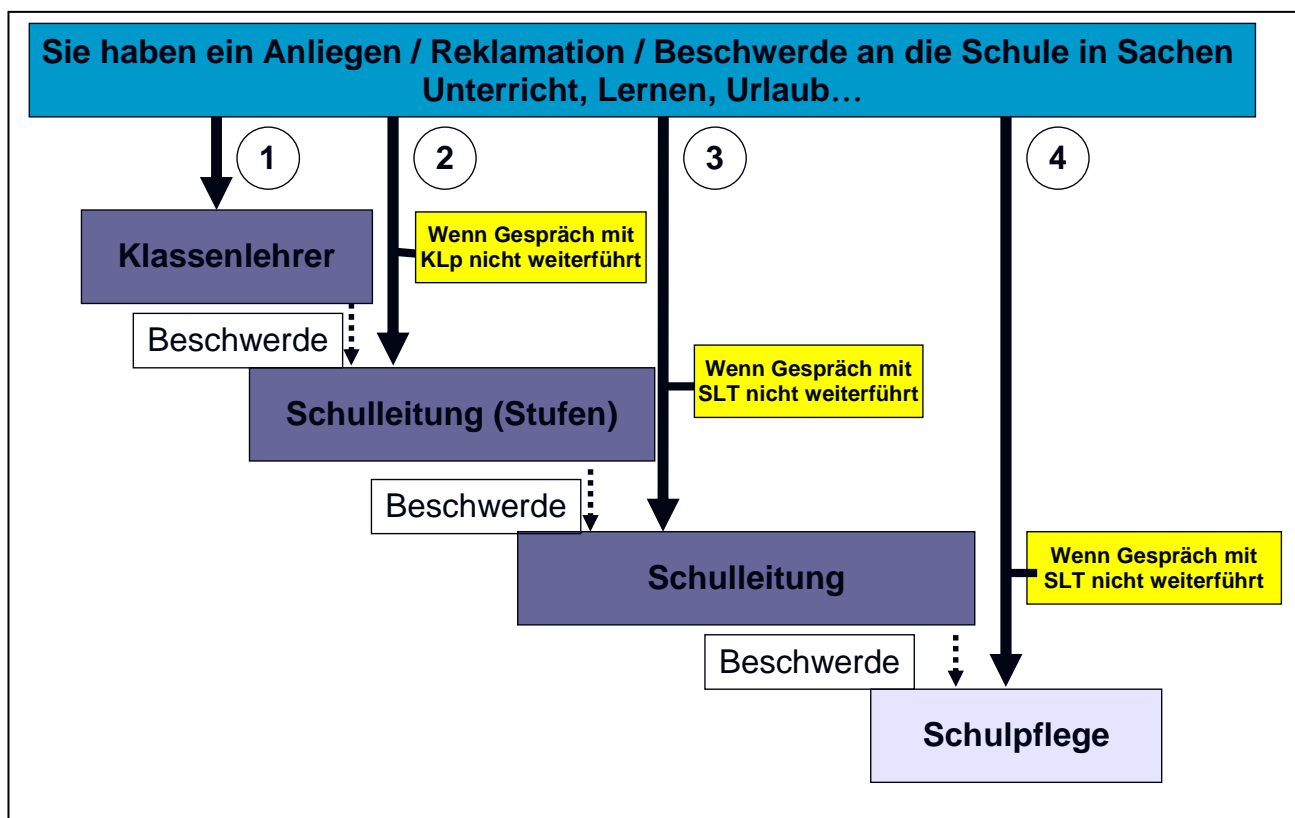 Sie haben ein Anliegen / Reklamation / Beschwerde an die Schule in Sachen
Unterricht, Lernen, Urlaub…
1
2
3
4
Klassenlehrer
Wenn Gespräch mit
KLp nicht weiterführt
Beschwerde
Schulleitung (Stufen)
Wenn Gespräch mit
SLT nicht weiterführt
Beschwerde
Schulleitung
Wenn Gespräch mit
SLT nicht weiterführt
Beschwerde
Schulpflege